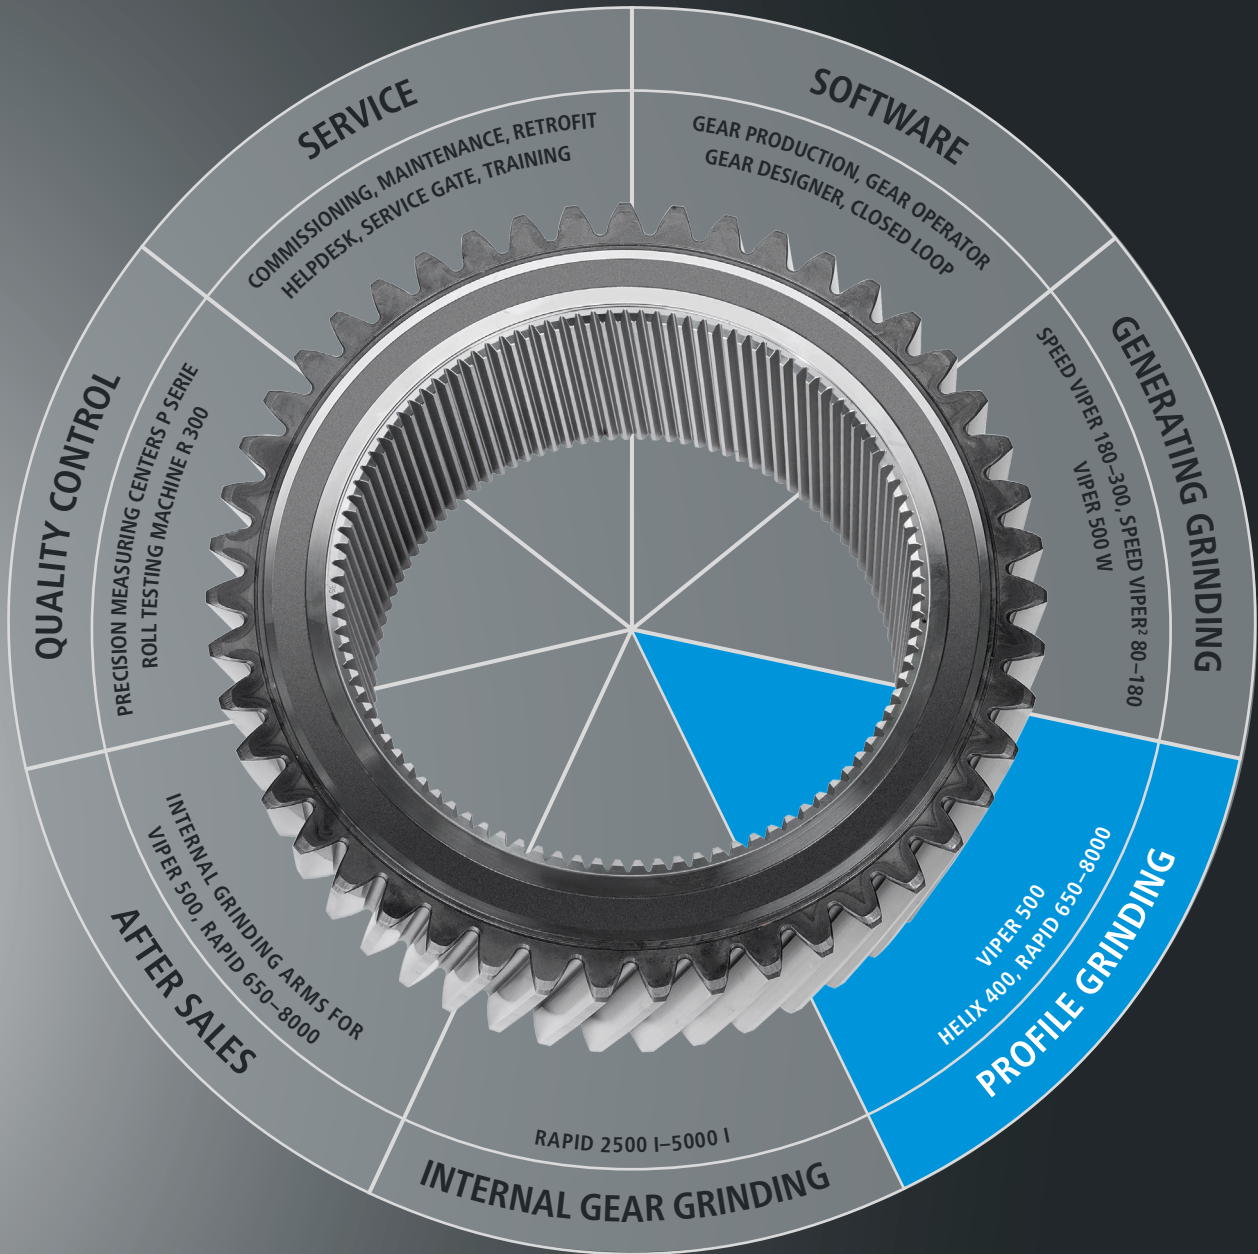 SERVICE
COMMISSIONING, MAINTENANCE, RETROFIT
HELPDESK, SERVICE GATE, TRAINING
SOFTWARE
GEAR PRODUCTION, GEAR OPERATOR
GEAR DESIGNER, CLOSED LOOP
GENERATING GRINDING
SPEED VIPER 180–300, SPEED VIPER² 80–180
VIPER 500 W
PROFILE GRINDING
VIPER 500
HELIX 400, RAPID 650–8000
INTERNAL GEAR GRINDING
RAPID 2500 I–5000 I
AFTER SALES
INTERNAL GRINDING ARMS FOR
VIPER 500, RAPID 650–8000
QUALITY CONTROL
PRECISION MEASURING CENTERS P SERIE
ROLL TESTING MACHINE R 300